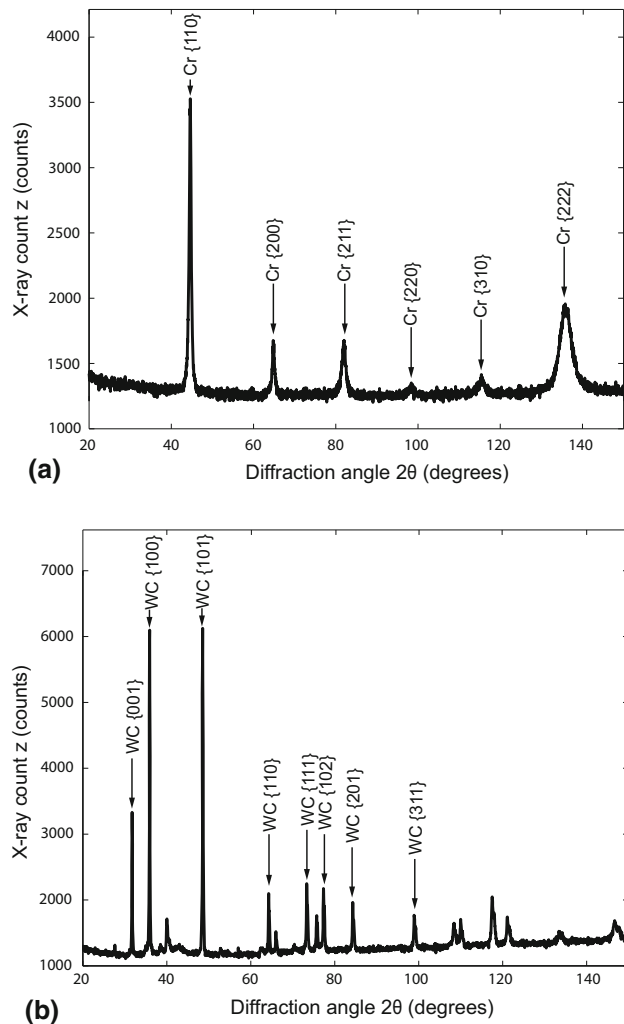 4000
3500
3000
2500
2000
1500
1000
X-ray count z (counts)
Cr {110}
Cr {200}
Cr {211}
Cr {220}
Cr {310}
Cr {222}
20 40 60 80 100 120 140
Diffraction angle 2θ (degrees)
(a)
7000
6000
5000
4000
3000
2000
1000
X-ray count z (counts)
WC {001}
WC {100}
WC {101}
WC {110}
WC {111}
WC {102}
WC {201}
WC {311}
20 40 60 80 100 120 140
Diffraction angle 2θ (degrees)
(b)